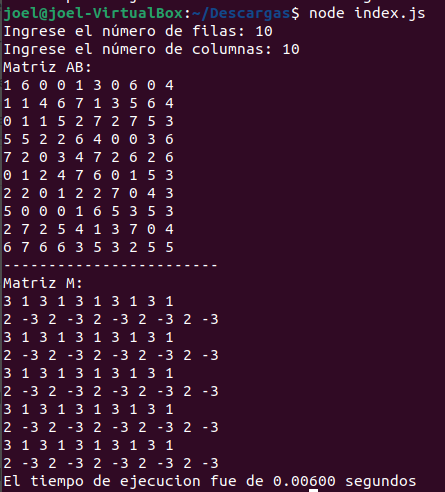 joel@joel-VirtualBox:~/Descargas$ node index.js
Ingrese el número de filas: 10
Ingrese el número de columnas: 10
Matriz AB:
1 6 0 0 1 3 0 6 0 4
1 1 4 6 7 1 3 5 6 4
0 1 1 5 2 7 2 7 5 3
5 5 2 2 6 4 0 0 3 6
7 2 0 3 4 7 2 6 2 6
0 1 2 4 7 6 0 1 5 3
2 2 0 1 2 2 7 0 4 3
5 0 0 0 1 6 5 3 5 3
2 7 2 5 4 1 3 7 0 4
6 7 6 6 3 5 3 2 5 5
------------------------
Matriz M:
3 1 3 1 3 1 3 1 3 1
2 -3 2 -3 2 -3 2 -3 2 -3
3 1 3 1 3 1 3 1 3 1
2 -3 2 -3 2 -3 2 -3 2 -3
3 1 3 1 3 1 3 1 3 1
2 -3 2 -3 2 -3 2 -3 2 -3
3 1 3 1 3 1 3 1 3 1
2 -3 2 -3 2 -3 2 -3 2 -3
3 1 3 1 3 1 3 1 3 1
2 -3 2 -3 2 -3 2 -3 2 -3
El tiempo de ejecucion fue de 0.00600 segundos